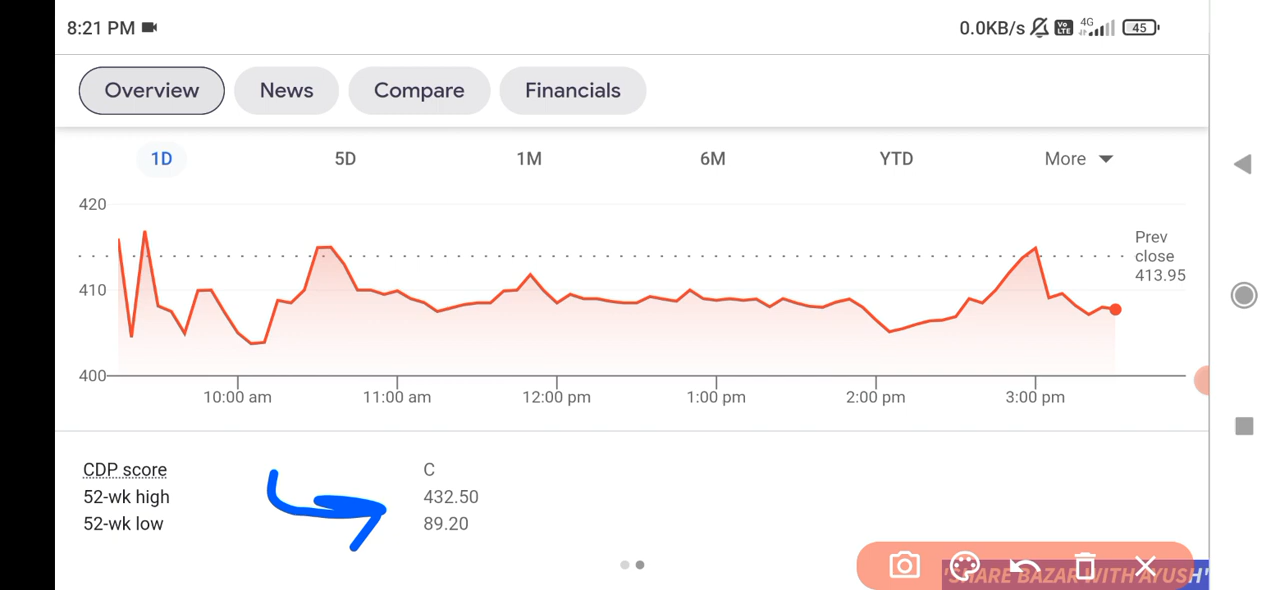 8:21 PM
0.0KB/s Vo LTE 4G 45
Overview News Compare Financials
1D 5D 1M 6M YTD More
420
Prev
close
413.95
410
400
10:00 am 11:00 am 12:00 pm 1:00 pm 2:00 pm 3:00 pm
CDP score C
52-wk high 432.50
52-wk low 89.20
'SHARE BAZAR WITH AYUSH'